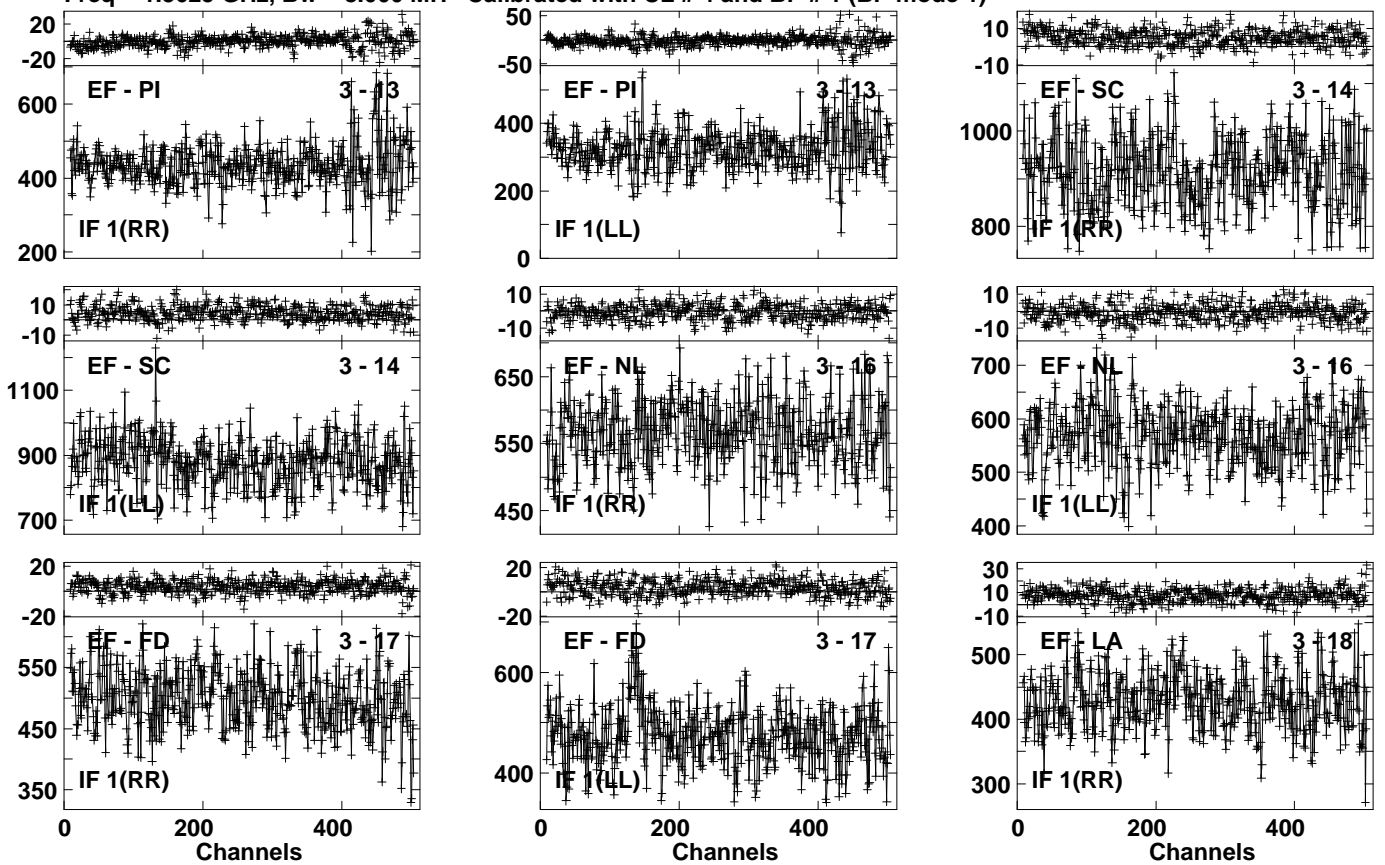 20
-20
EF - PI 3 - 13
600
400
200
IF 1(RR)
50
-50
EF - PI 3 - 13
400
200
0
IF 1(LL)
10
-10
EF - SC 3 - 14
1000
800
IF 1(RR)
10
-10
EF - SC 3 - 14
1100
900
700
IF 1(LL)
10
-10
EF - NL 3 - 16
650
550
450
IF 1(RR)
10
-10
EF - NL 3 - 16
700
600
500
400
IF 1(LL)
20
-20
EF - FD 3 - 17
550
450
350
IF 1(RR)
0 200 400
Channels
20
-20
EF - FD 3 - 17
600
400
IF 1(LL)
0 200 400
Channels
30
10
-10
EF - LA 3 - 18
500
400
300
IF 1(RR)
0 200 400
Channels